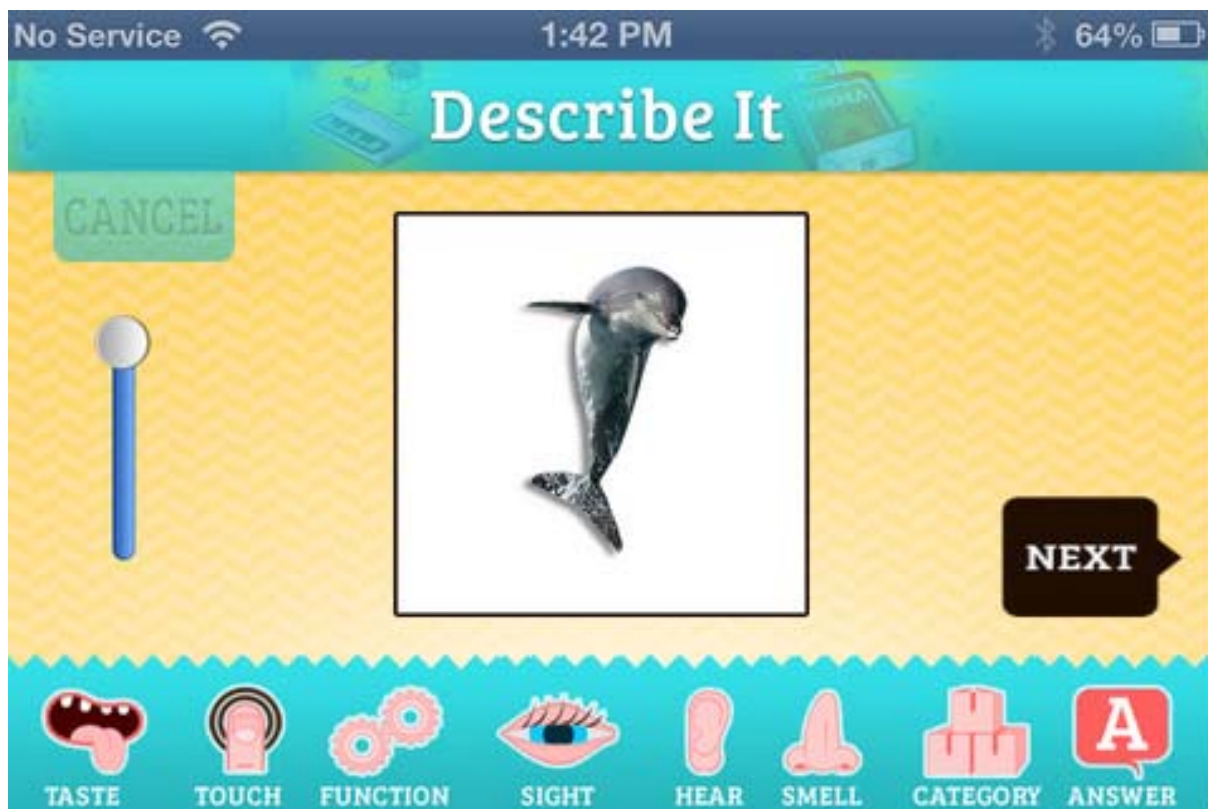 No Service 1:42 PM 64%
Describe It
CANCEL
NEXT
TASTE TOUCH FUNCTION SIGHT HEAR SMELL CATEGORY A ANSWER